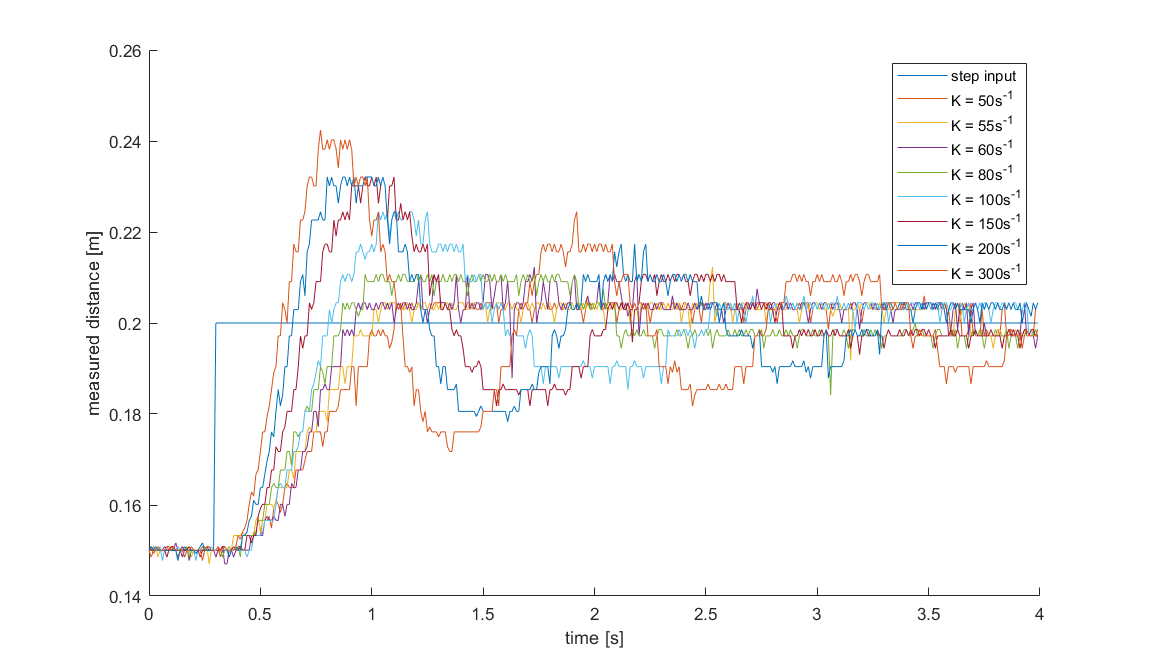 0.26
0.24
0.22
0.2
0.18
0.16
0.14
measured distance [m]
0
0.5
1
1.5
2
2.5
3
3.5
4
time [s]
step input
K = 50s⁻¹
K = 55s⁻¹
K = 60s⁻¹
K = 80s⁻¹
K = 100s⁻¹
K = 150s⁻¹
K = 200s⁻¹
K = 300s⁻¹